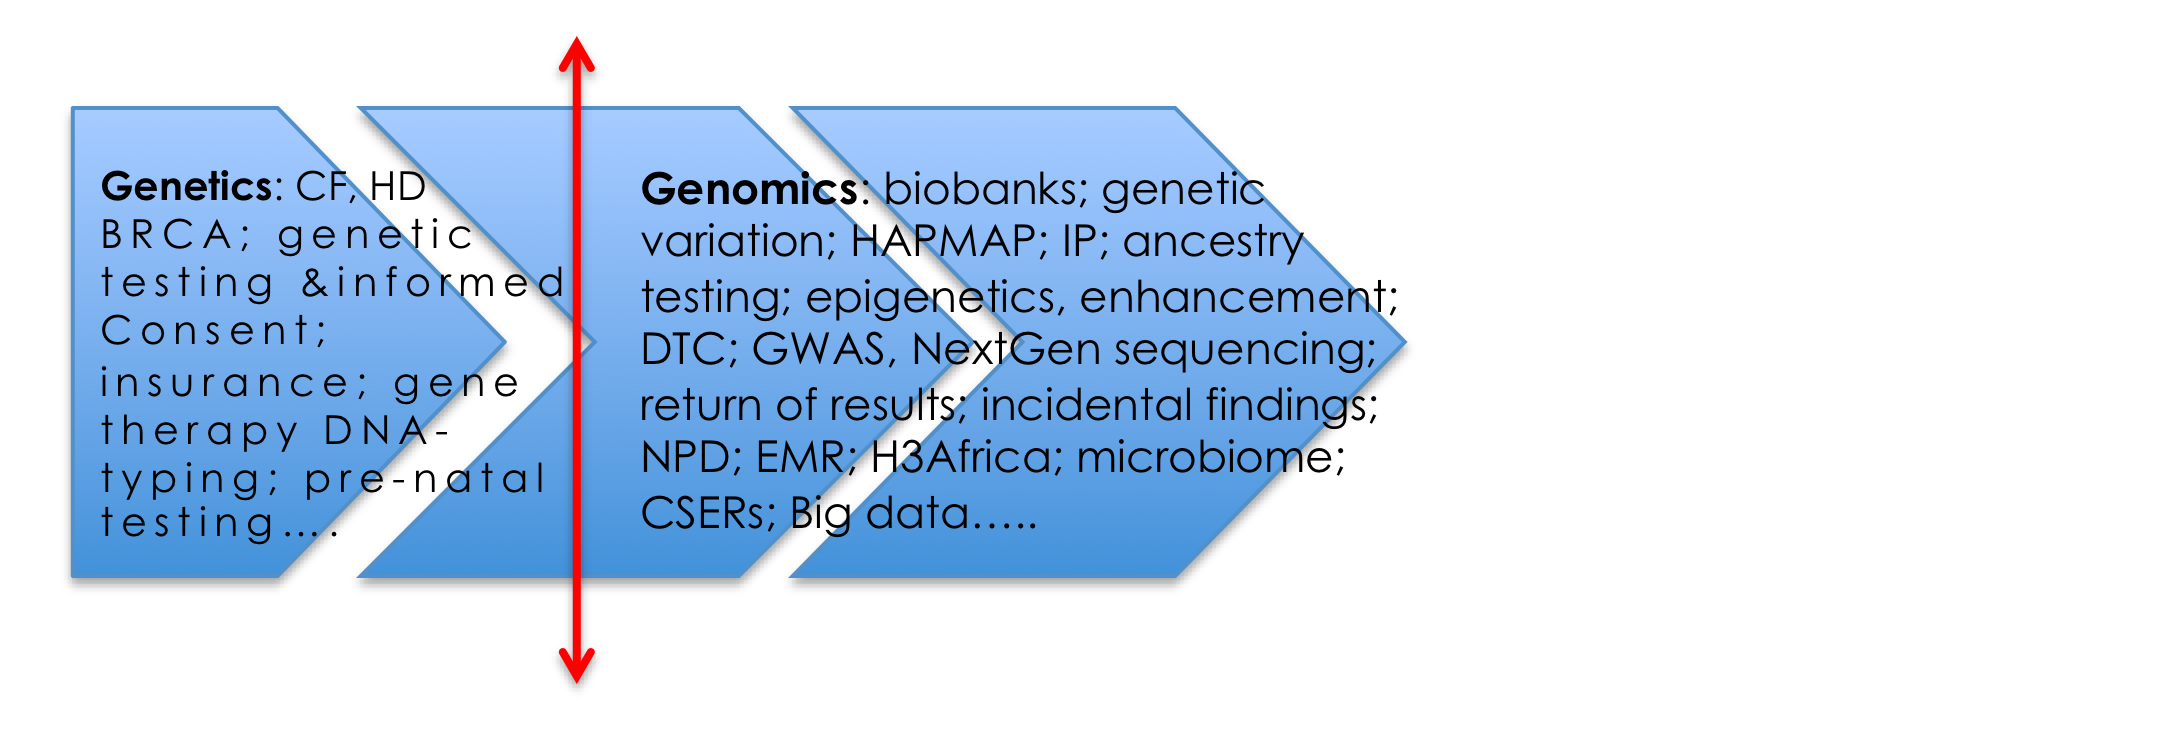 Genetics: CF, HD
BRCA; genetic
testing &informed
Consent;
insurance; gene
therapy DNA-
typing; pre-natal
testing….
Genomics: biobanks; genetic
variation; HAPMAP; IP; ancestry
testing; epigenetics, enhancement;
DTC; GWAS, NextGen sequencing;
return of results; incidental findings;
NPD; EMR; H3Africa; microbiome;
CSERs; Big data…..